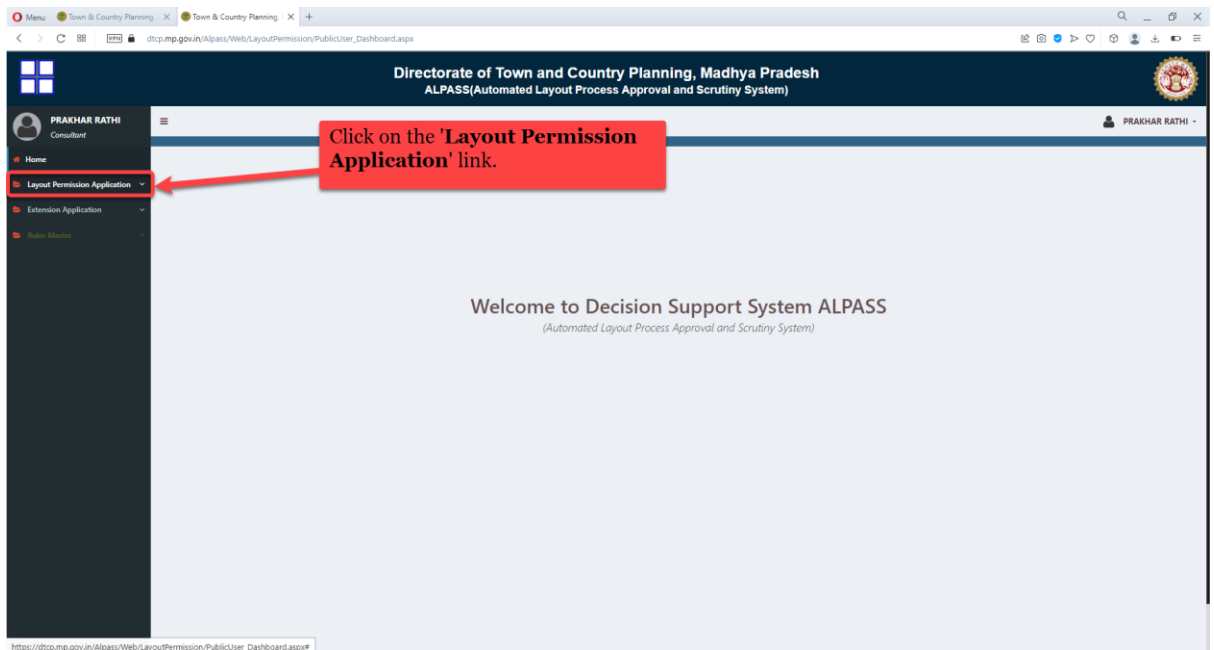 Menu
Town & Country Planning,
Town & Country Planning,
VPN
dtcp.mp.gov.in/Alpass/Web/LayoutPermission/PublicUser_Dashboard.aspx
Directorate of Town and Country Planning, Madhya Pradesh
ALPASS(Automated Layout Process Approval and Scrutiny System)
PRAKHAR RATHI
Consultant
PRAKHAR RATHI
Click on the 'Layout Permission
Application' link.
Home
Layout Permission Application
Extension Application
Rules Master
Welcome to Decision Support System ALPASS
(Automated Layout Process Approval and Scrutiny System)
https://dtcp.mp.gov.in/Alpass/Web/LayoutPermission/PublicUser_Dashboard.aspx#